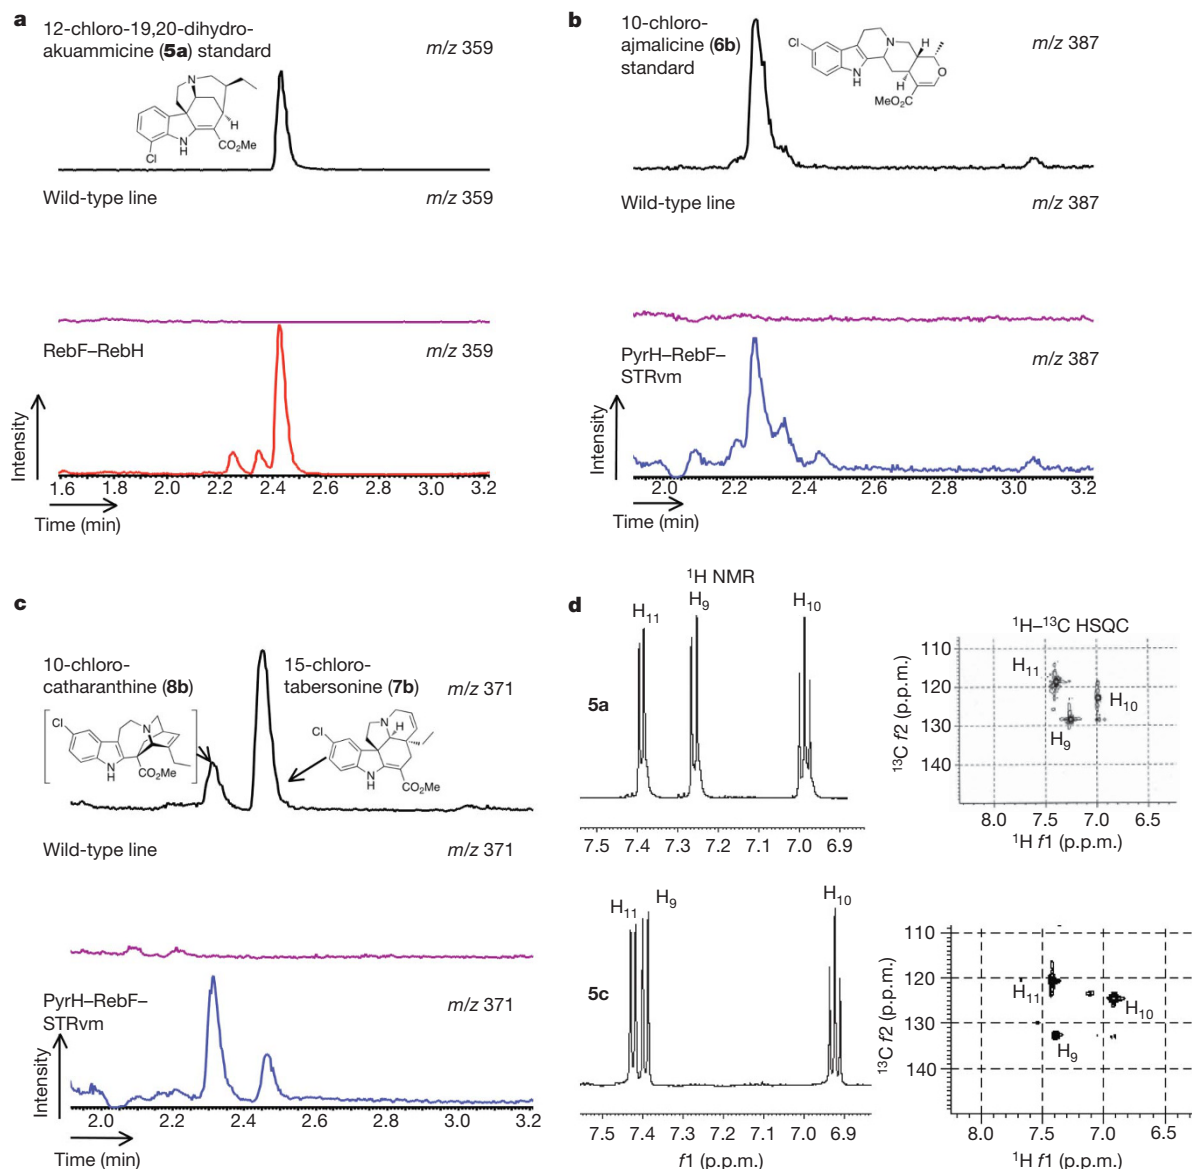 a
12-chloro-19,20-dihydro-
akuammicine (5a) standard
m/z 359
N
H
N
H
CO2Me
Cl
Wild-type line
m/z 359
RebF–RebH
m/z 359
Intensity
1.6 1.8 2.0 2.2 2.4 2.6 3.0 3.2
Time (min)
b
10-chloro-
ajmalicine (6b)
standard
m/z 387
Cl
N
H
N
H
O
H
MeO2C
Wild-type line
m/z 387
PyrH–RebF–
STRvm
m/z 387
Intensity
2.0 2.2 2.4 2.6 2.8 3.0 3.2
Time (min)
c
10-chloro-
catharanthine (8b)
15-chloro-
tabersonine (7b)
m/z 371
Cl
N
N
H
CO2Me
Cl
N
H
N
H
CO2Me
Wild-type line
m/z 371
PyrH–RebF–
STRvm
m/z 371
Intensity
2.0 2.2 2.4 2.6 2.8 3.0 3.2
Time (min)
d
1H NMR
H11
H9
H10
5a
7.5 7.4 7.3 7.2 7.1 7.0 6.9
1H–13C HSQC
110
120
130
140
H11
H10
H9
13C f2 (p.p.m.)
8.0 7.5 7.0 6.5
1H f1 (p.p.m.)
H11
H9
H10
5c
7.5 7.4 7.3 7.2 7.1 7.0 6.9
f1 (p.p.m.)
110
120
130
140
H11
H10
H9
13C f2 (p.p.m.)
8.0 7.5 7.0 6.5
1H f1 (p.p.m.)